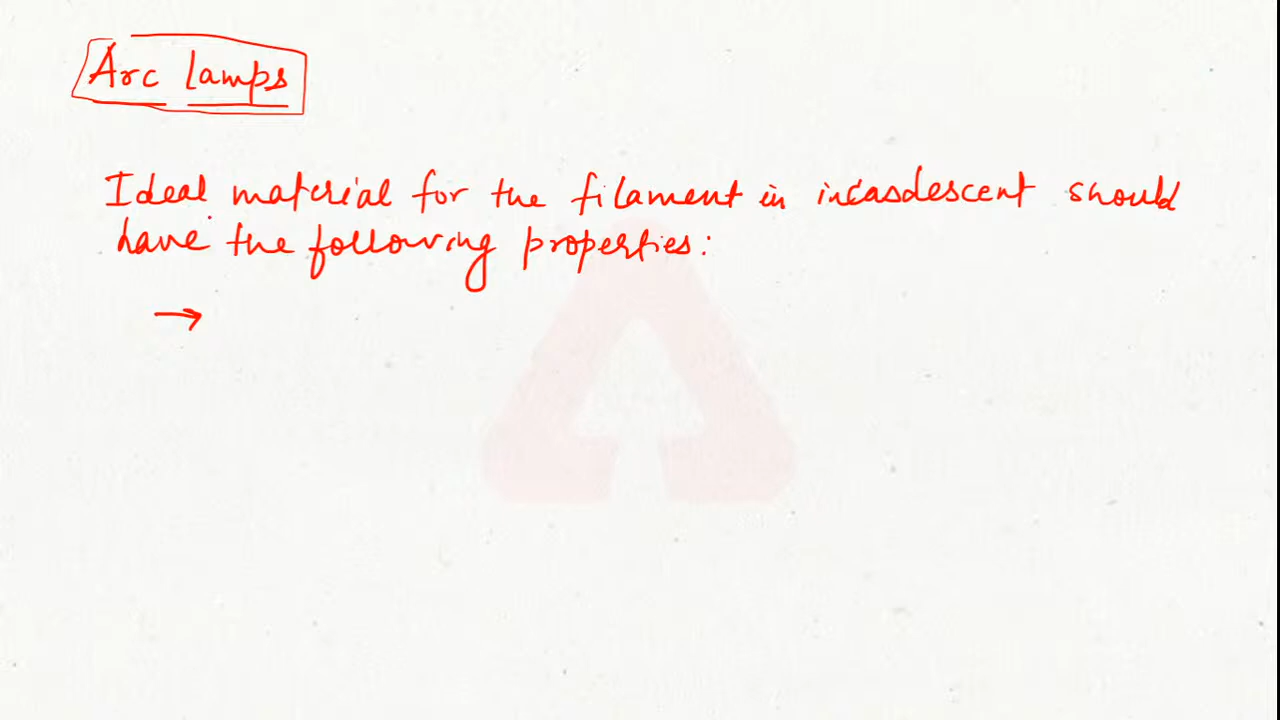 Arc lamps
Ideal material for the filament in incasdescent should
have the following properties:
→